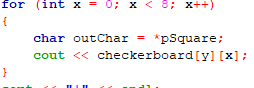 for (int x = 0; x < 8; x++)
{
char outChar = *pSquare;
cout << checkerboard[y][x];
}